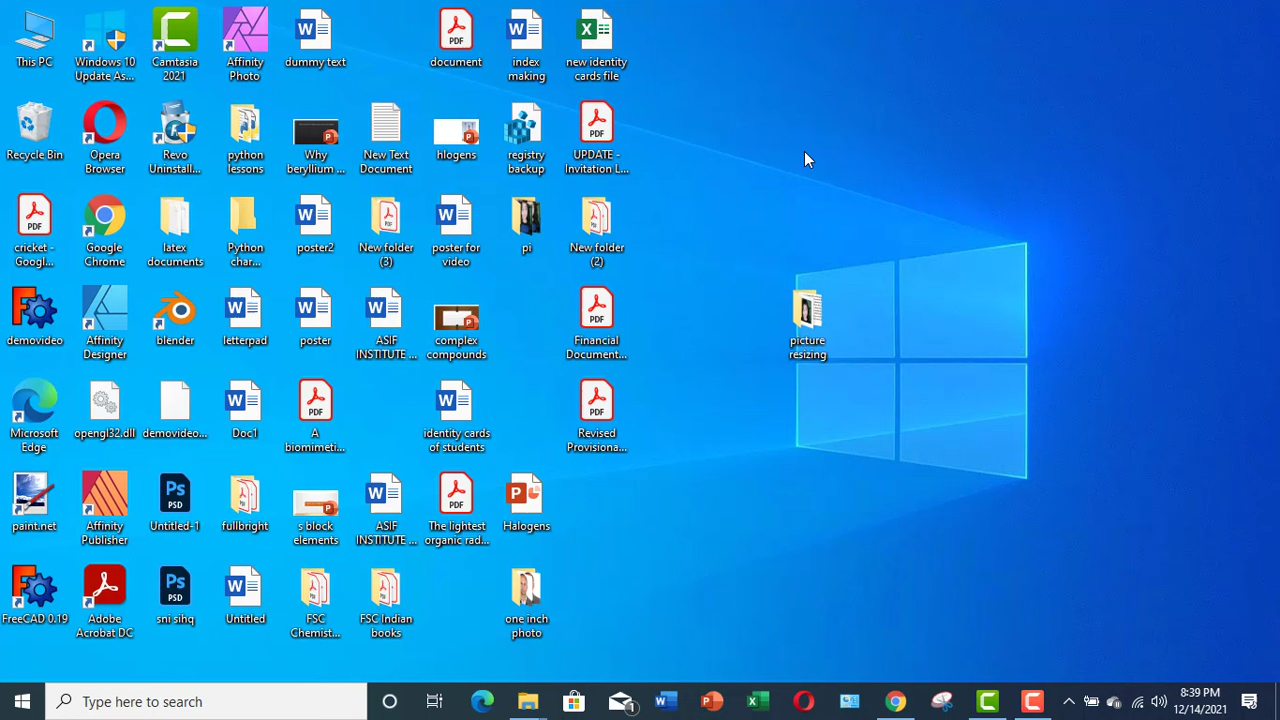 This PC
Windows 10
Update As...
Camtasia
2021
Affinity
Photo
dummy text
document
index
making
new identity
cards file
Recycle Bin
Opera
Browser
Revo
Uninstall...
python
lessons
Why
beryllium ...
New Text
Document
hlogens
registry
backup
UPDATE -
Invitation L...
cricket -
Googl...
Google
Chrome
latex
documents
Python
char...
poster2
New folder
(3)
poster for
video
pi
New folder
(2)
demovideo
Affinity
Designer
blender
letterpad
poster
ASIF
INSTITUTE ...
complex
compounds
Financial
Document...
picture
resizing
Microsoft
Edge
opengl32.dll
demovideo...
Doc1
A
biomimeti...
identity cards
of students
Revised
Provisiona...
paint.net
Affinity
Publisher
Untitled-1
fullbright
s block
elements
ASIF
INSTITUTE ...
The lightest
organic rad...
Halogens
FreeCAD 0.19
Adobe
Acrobat DC
sni sihq
Untitled
FSC
Chemist...
FSC Indian
books
one inch
photo
Type here to search
8:39 PM
12/14/2021